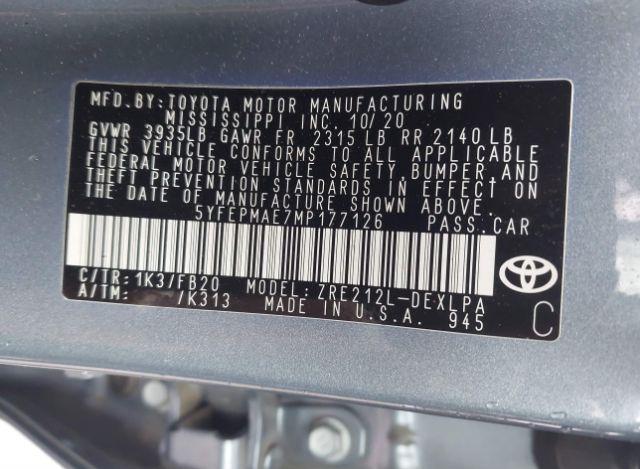 MFD.BY:TOYOTA MOTOR MANUFACTURING
MISSISSIPPI INC. 10/20
GVWR 3935LB GAWR FR 2315LB RR 2140LB
THIS VEHICLE CONFORMS TO ALL APPLICABLE
FEDERAL MOTOR VEHICLE SAFETY, BUMPER, AND
THEFT PREVENTION STANDARDS IN EFFECT ON
THE DATE OF MANUFACTURE SHOWN ABOVE.
5YFEPMAE7MP177126 PASS.CAR
C/TR:1K3/FB20 MODEL:ZRE212L-DEXLPA
A/TM: /K313 MADE IN U.S.A. 945
TOYOTA
C